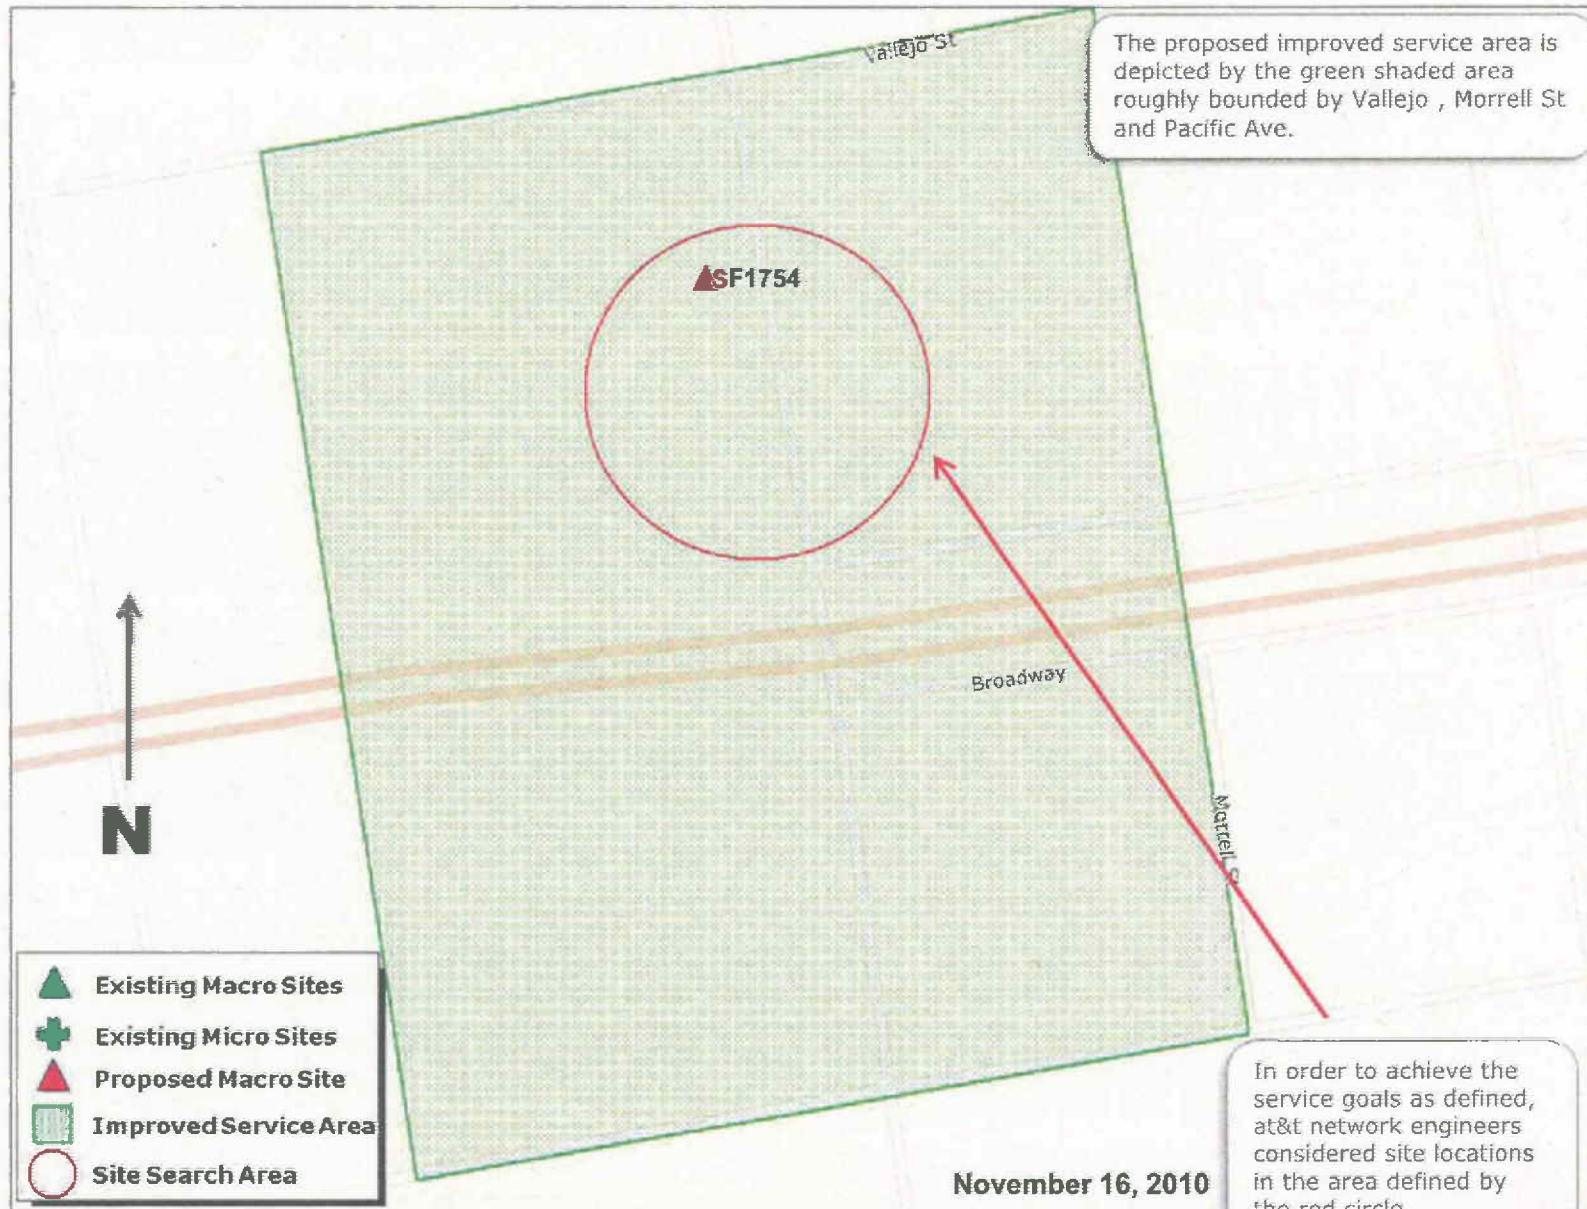 Vallejo St
The proposed improved service area is
depicted by the green shaded area
roughly bounded by Vallejo , Morrell St
and Pacific Ave.
SF1754
Broadway
N
Existing Macro Sites
Existing Micro Sites
Proposed Macro Site
Improved Service Area
Site Search Area
November 16, 2010
In order to achieve the
service goals as defined,
at&t network engineers
considered site locations
in the area defined by
the red circle